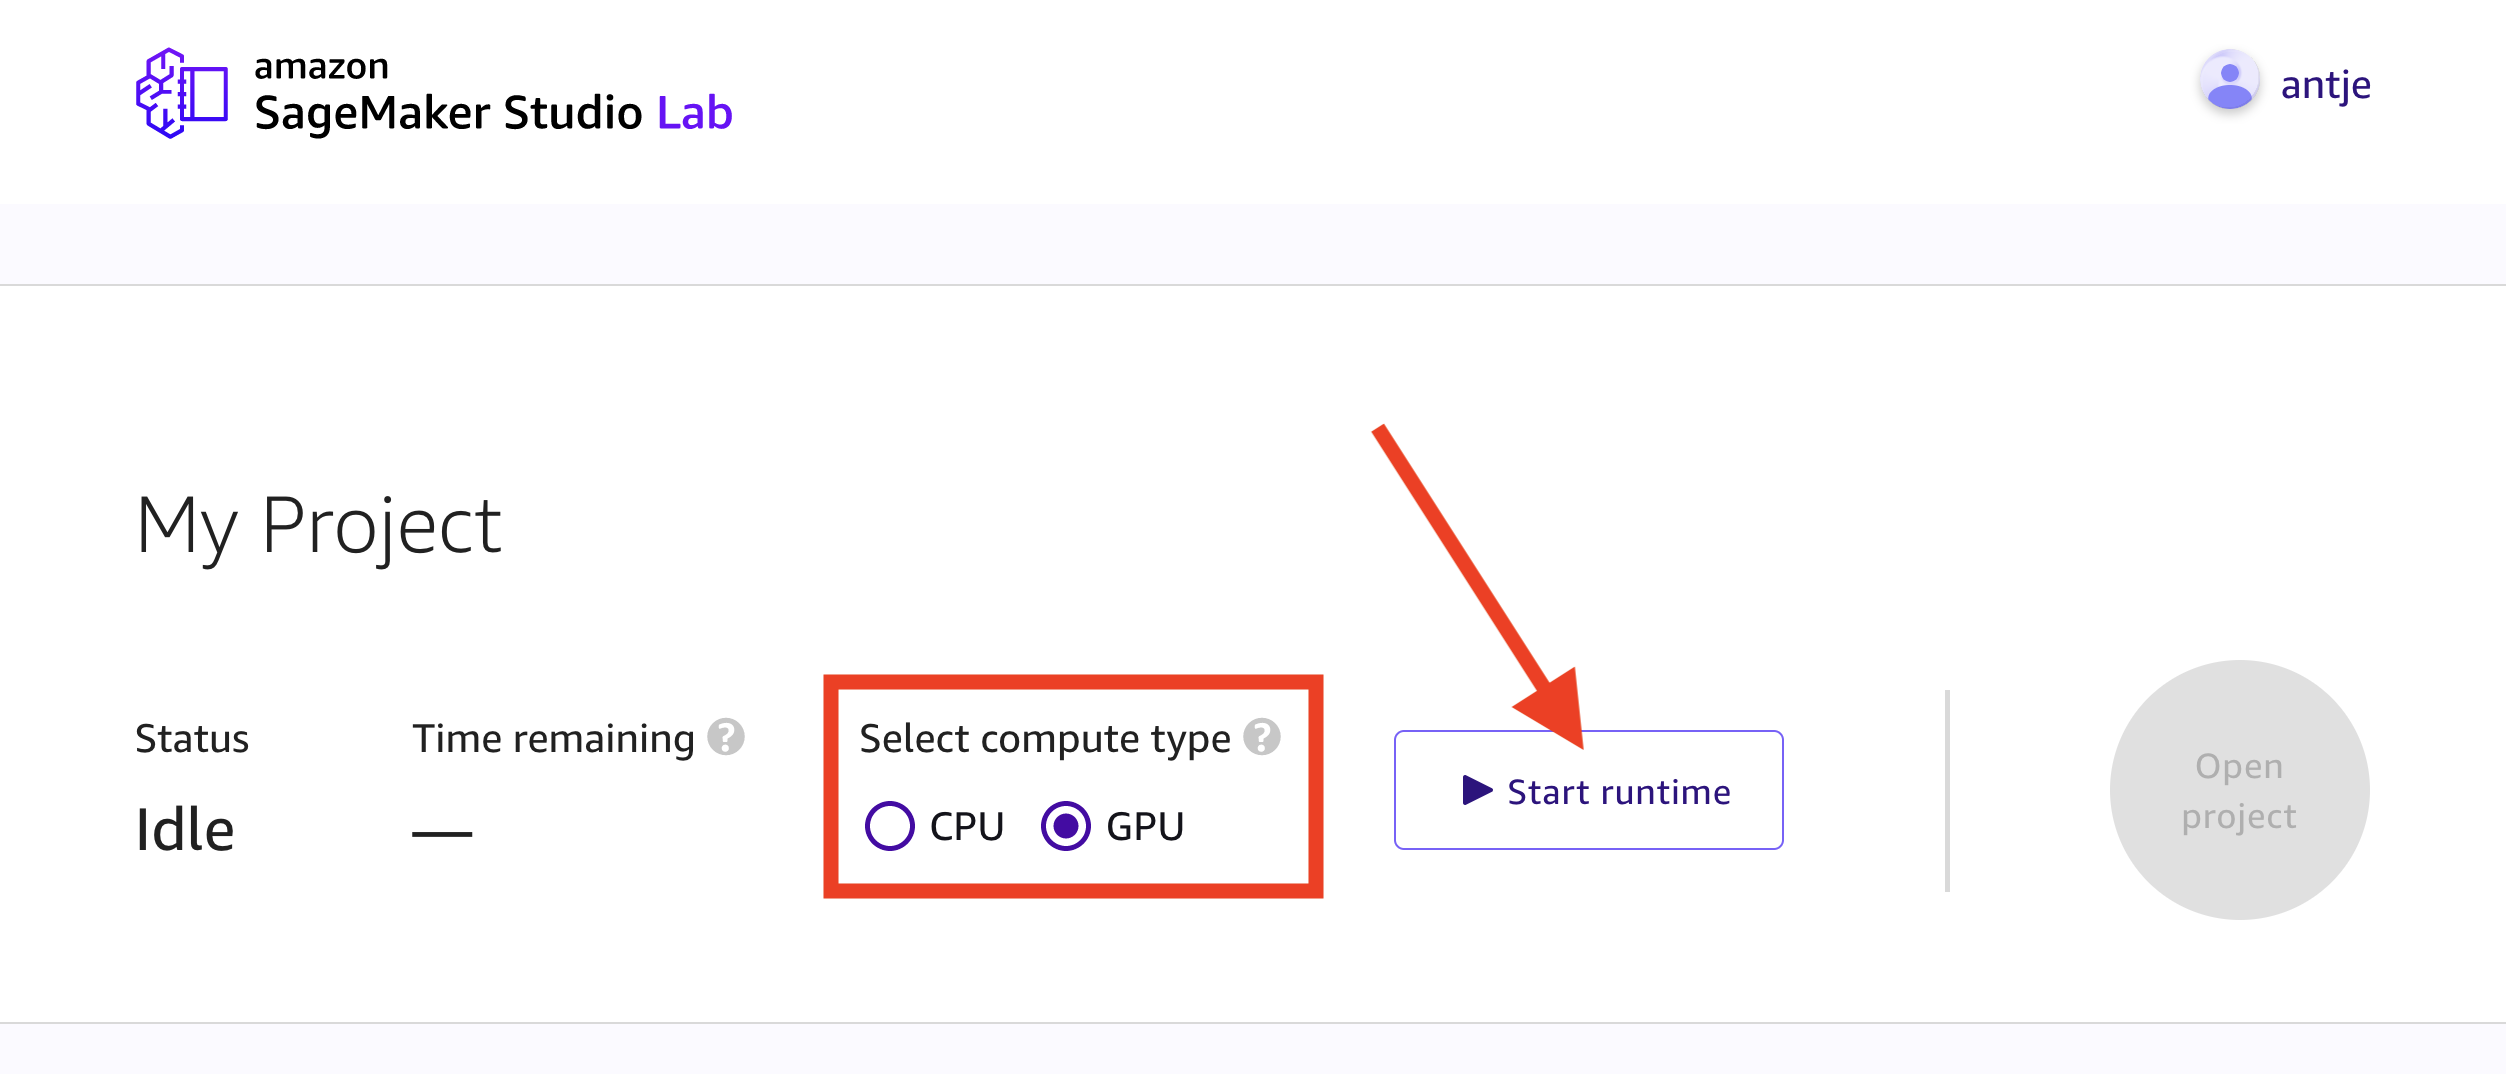 amazon
SageMaker Studio Lab
antje
My Project
Status
Time remaining ?
Select compute type ?
Idle
—
CPU
GPU
Start runtime
Open
project